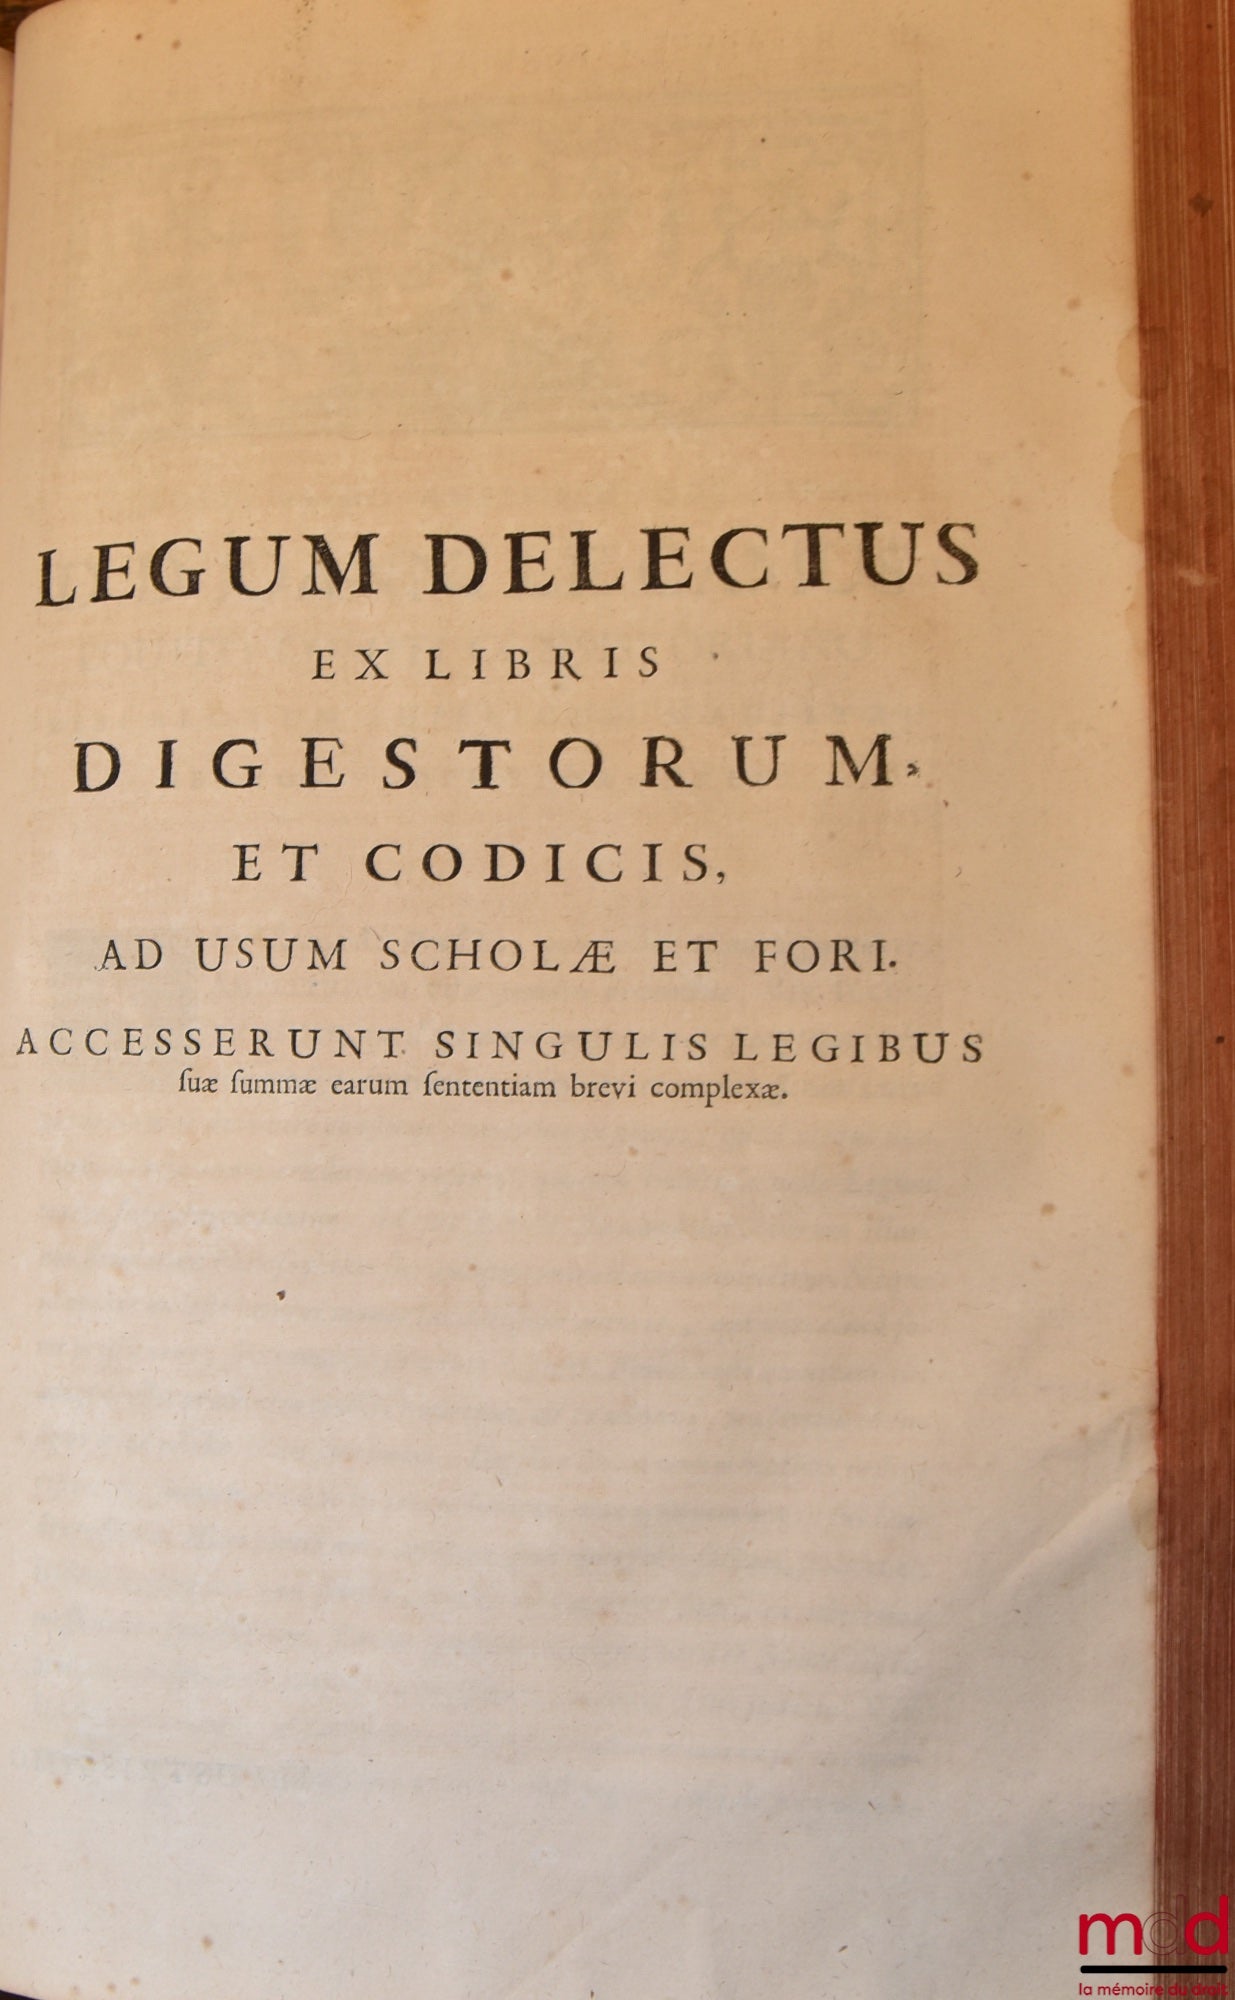 LEGUM DELECTUS
EX LIBRIS
DIGESTORUM,
ET CODICIS,
AD USUM SCHOLÆ ET FORI.
ACCESSERUNT SINGULIS LEGIBUS
ſuæ ſummæ earum ſententiam brevi complexæ.
mdd
la mémoire du droit